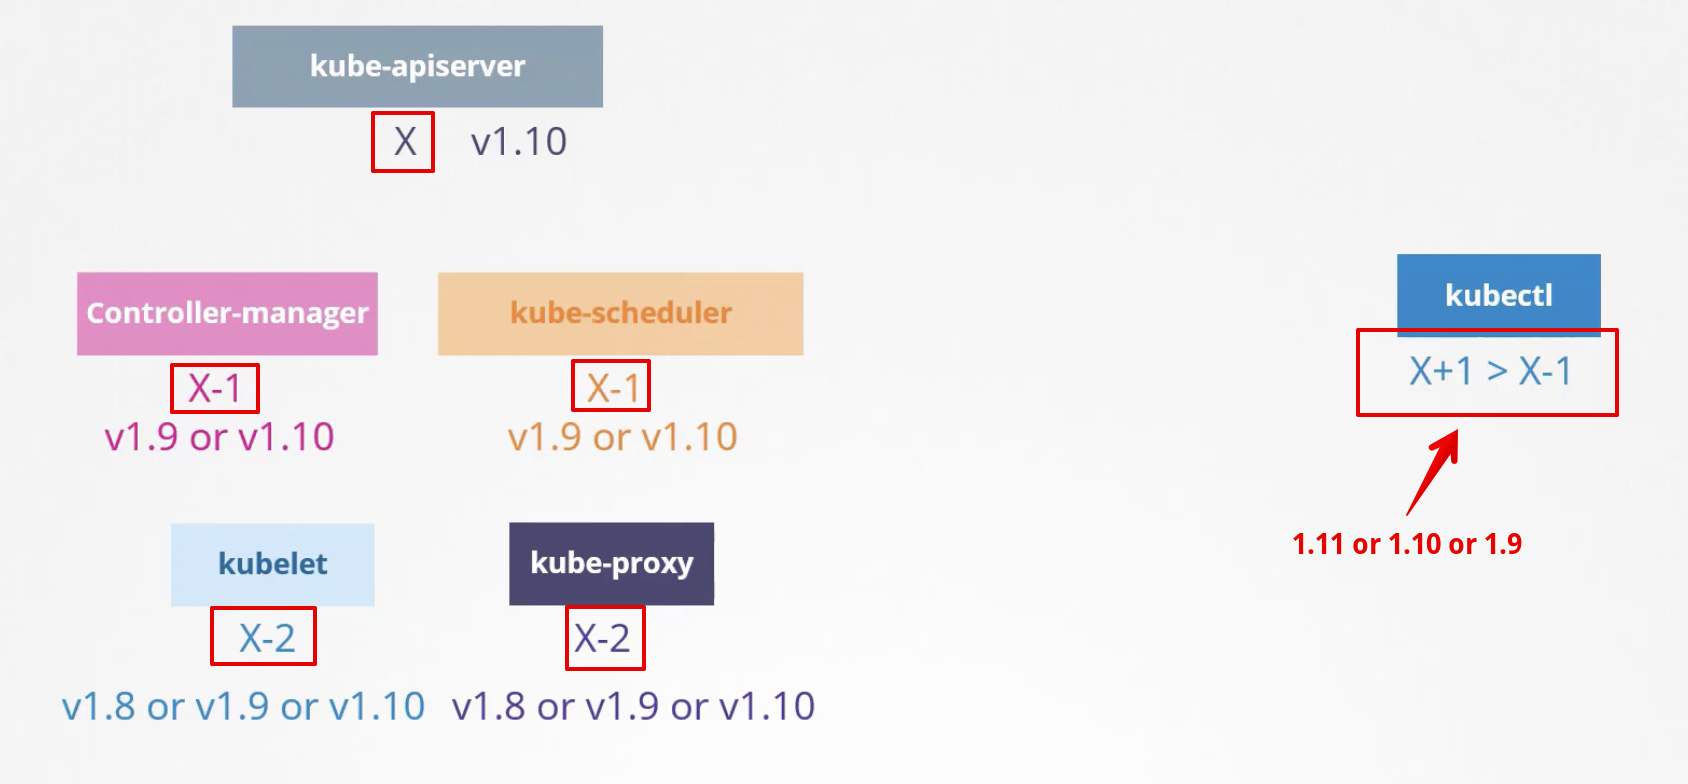 kube-apiserver
X v1.10
Controller-manager
X-1
v1.9 or v1.10
kube-scheduler
X-1
v1.9 or v1.10
kubectl
X+1 > X-1
1.11 or 1.10 or 1.9
kubelet
X-2
v1.8 or v1.9 or v1.10
kube-proxy
X-2
v1.8 or v1.9 or v1.10